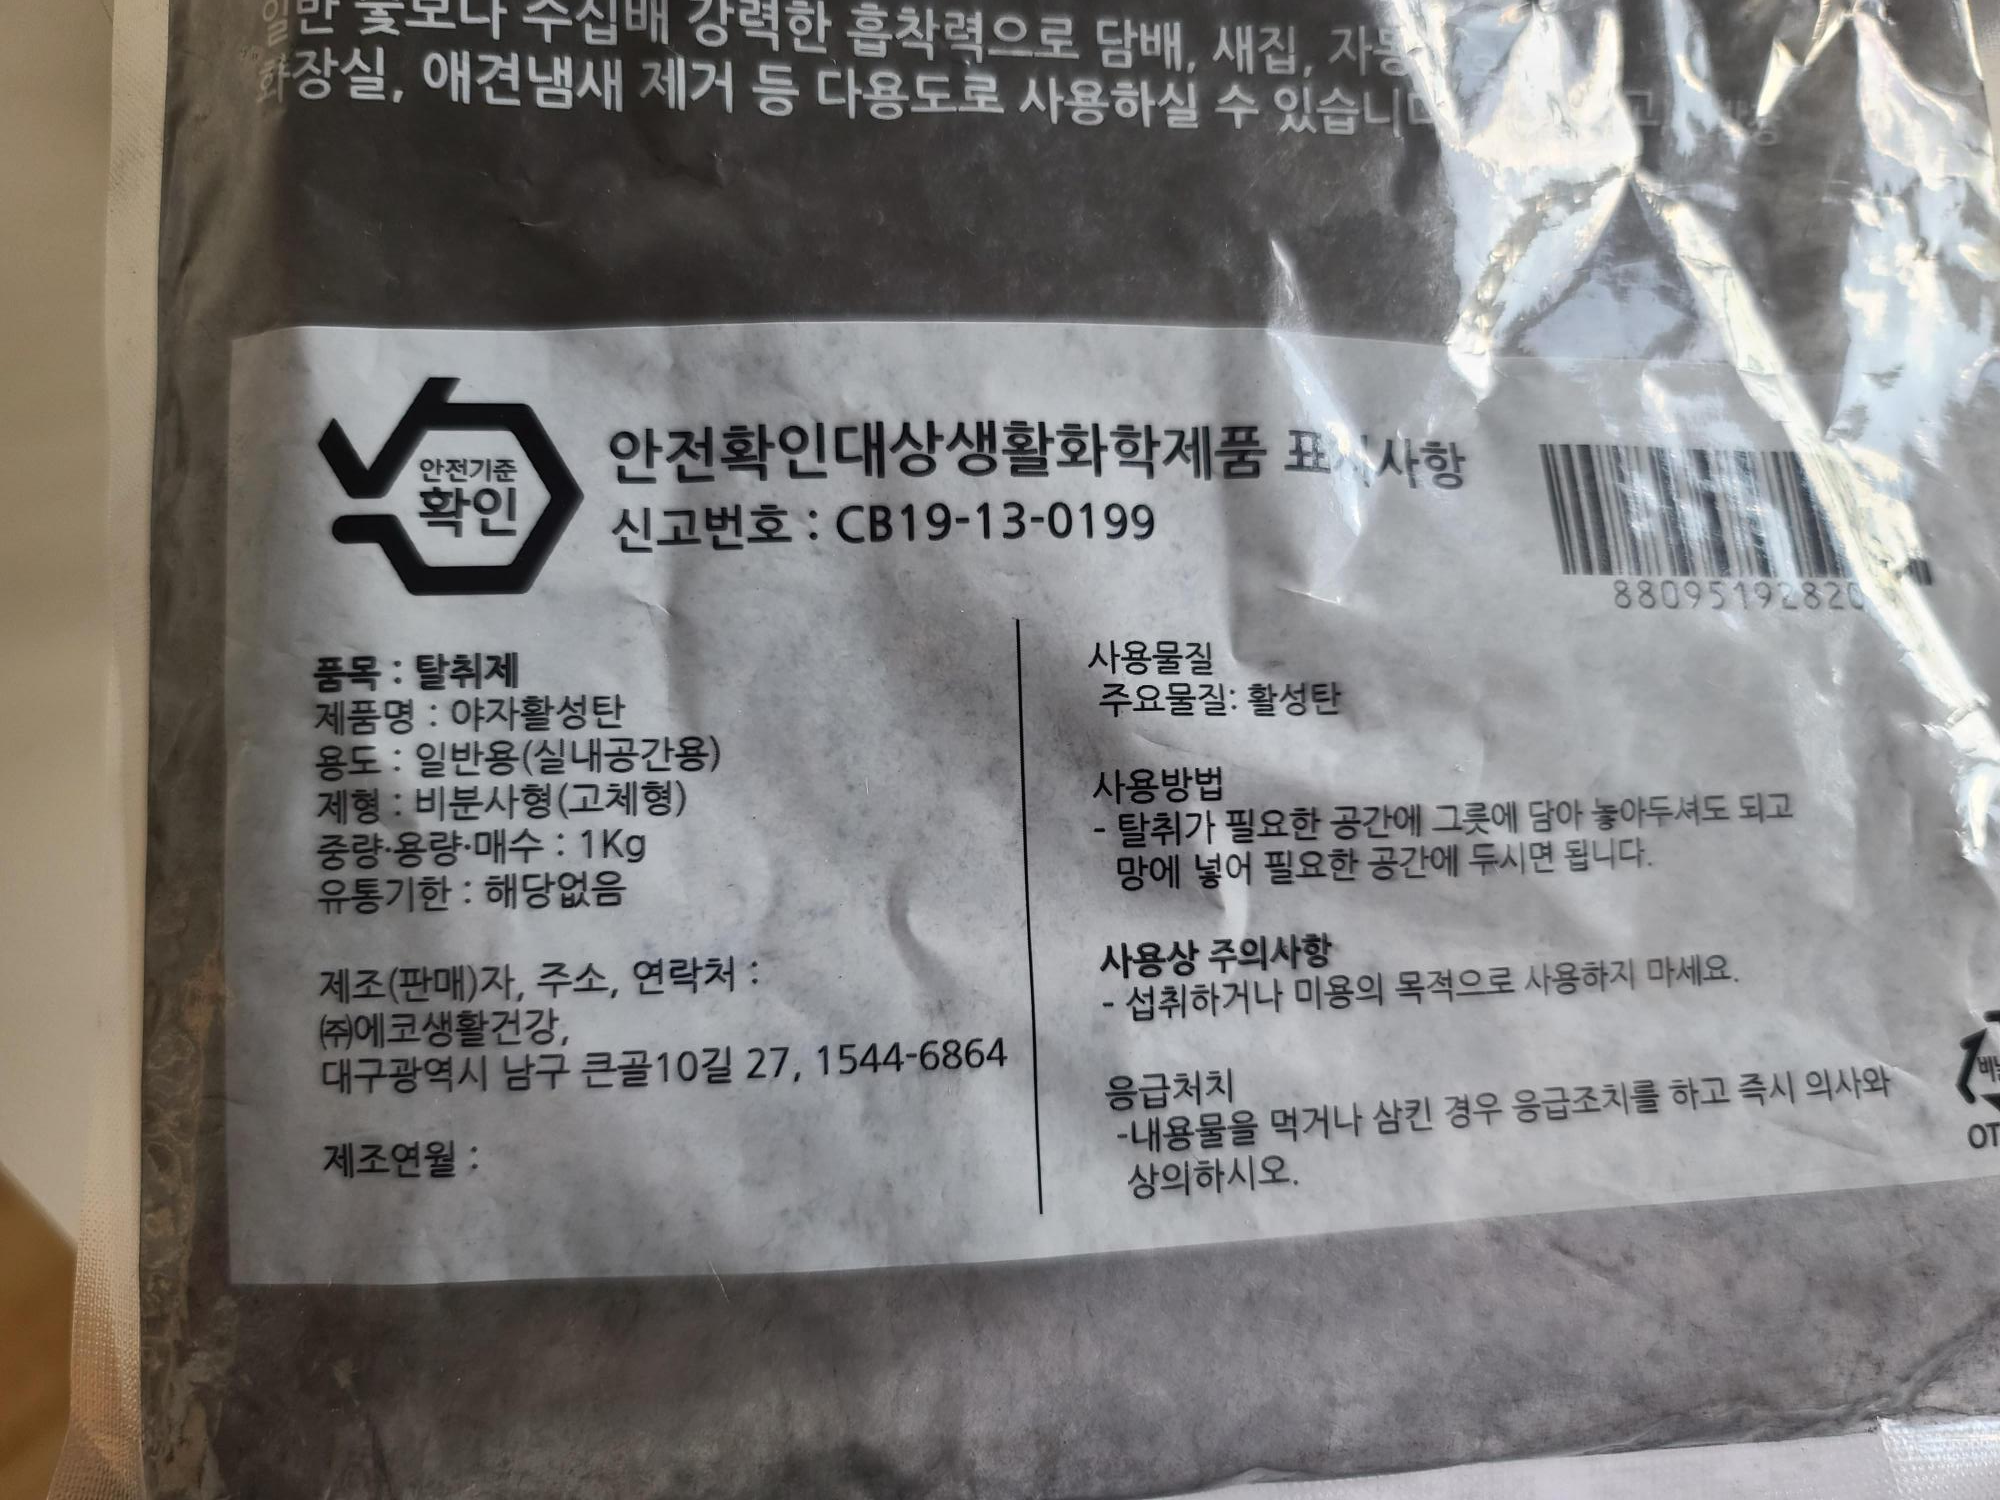 일반 숯보다 수십배 강력한 흡착력으로 담배, 새집,
화장실, 애견냄새 제거 등 다용도로 사용하실 수 있습니다
안전기준
확인
안전확인대상생활화학제품 표시사항
신고번호 : CB19-13-0199
88095192820
품목 : 탈취제
제품명 : 야자활성탄
용도 : 일반용(실내공간용)
제형 : 비분사형(고체형)
중량·용량·매수 : 1Kg
유통기한 : 해당없음
제조(판매)자, 주소, 연락처 :
㈜에코생활건강,
대구광역시 남구 큰골10길 27, 1544-6864
제조연월 :
사용물질
주요물질: 활성탄
사용방법
- 탈취가 필요한 공간에 그릇에 담아 놓아두셔도 되고
망에 넣어 필요한 공간에 두시면 됩니다.
사용상 주의사항
- 섭취하거나 미용의 목적으로 사용하지 마세요.
응급처치
-내용물을 먹거나 삼킨 경우 응급조치를 하고 즉시 의사와
상의하시오.